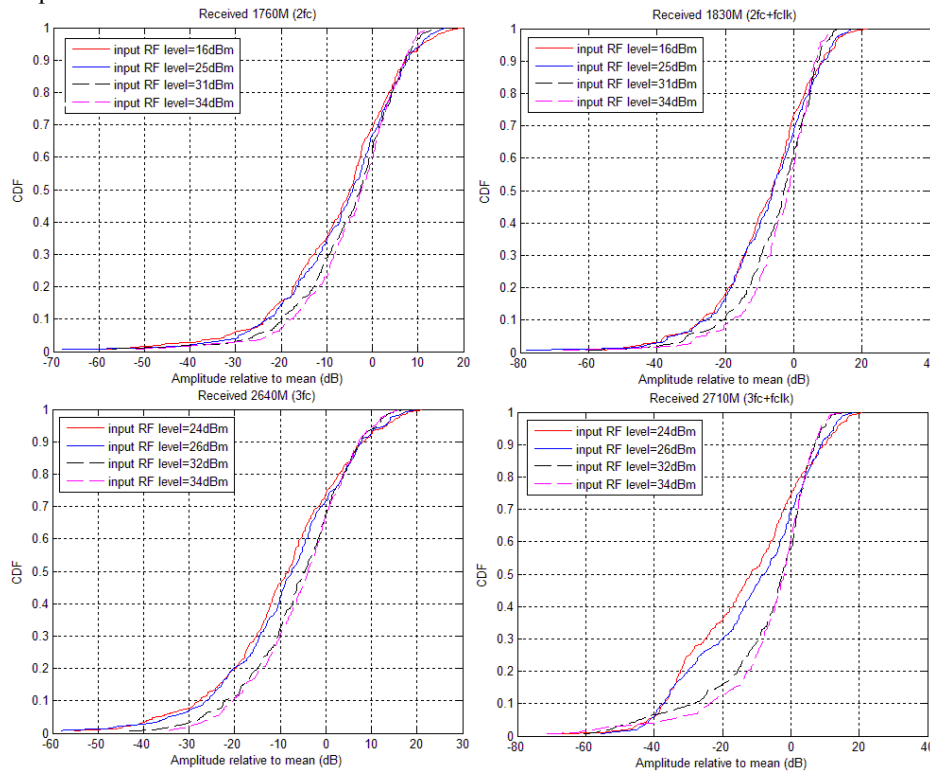 Received 1760M (2fc)
input RF level=16dBm
input RF level=25dBm
input RF level=31dBm
input RF level=34dBm
1
0.9
0.8
0.7
0.6
0.5
0.4
0.3
0.2
0.1
0
CDF
-70 -60 -50 -40 -30 -20 -10 0 10 20
Amplitude relative to mean (dB)
Received 1830M (2fc+fclk)
input RF level=16dBm
input RF level=25dBm
input RF level=31dBm
input RF level=34dBm
1
0.9
0.8
0.7
0.6
0.5
0.4
0.3
0.2
0.1
0
CDF
-80 -60 -40 -20 0 20 40
Amplitude relative to mean (dB)
Received 2640M (3fc)
input RF level=24dBm
input RF level=26dBm
input RF level=32dBm
input RF level=34dBm
1
0.9
0.8
0.7
0.6
0.5
0.4
0.3
0.2
0.1
0
CDF
-60 -50 -40 -30 -20 -10 0 10 20 30
Amplitude relative to mean (dB)
Received 2710M (3fc+fclk)
input RF level=24dBm
input RF level=26dBm
input RF level=32dBm
input RF level=34dBm
1
0.9
0.8
0.7
0.6
0.5
0.4
0.3
0.2
0.1
0
CDF
-80 -60 -40 -20 0 20 40
Amplitude relative to mean (dB)